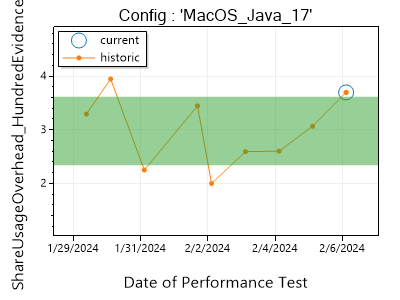 Config : 'MacOS_Java_17'
current
historic
ShareUsageOverhead_HundredEvidence
4
3
2
1/29/2024
1/31/2024
2/2/2024
2/4/2024
2/6/2024
Date of Performance Test